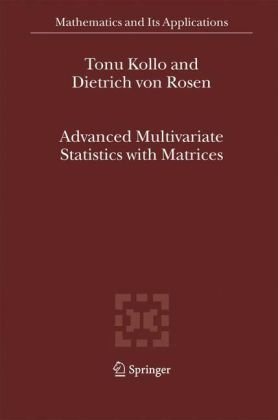 Mathematics and Its Applications
Tonu Kollo and
Dietrich von Rosen
Advanced Multivariate
Statistics with Matrices
Springer